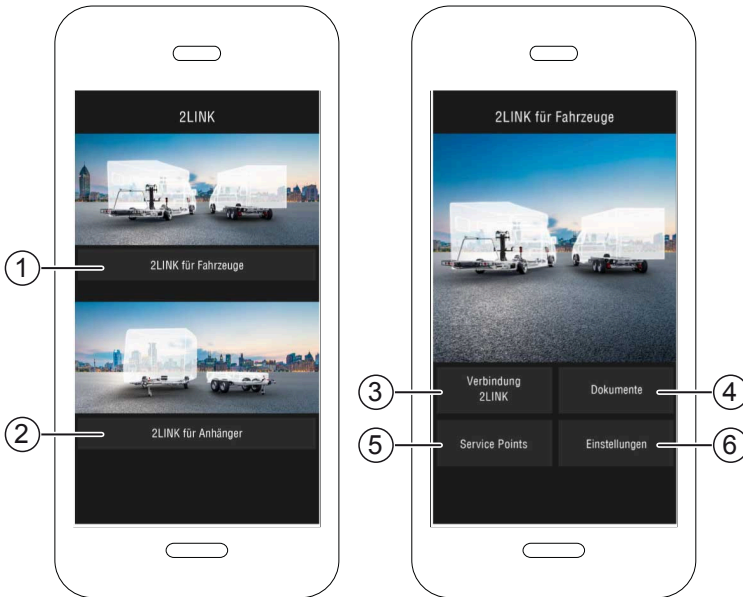 2LINK
2LINK für Fahrzeuge
2LINK für Anhänger
1
2
2LINK für Fahrzeuge
Verbindung
2LINK
Dokumente
Service Points
Einstellungen
3
4
5
6